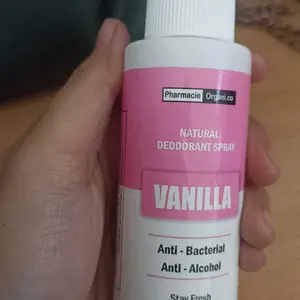 Pharmacie Organi.co
NATURAL
DEODORANT SPRAY
VANILLA
Anti - Bacterial
Anti - Alcohol
Stay Fresh